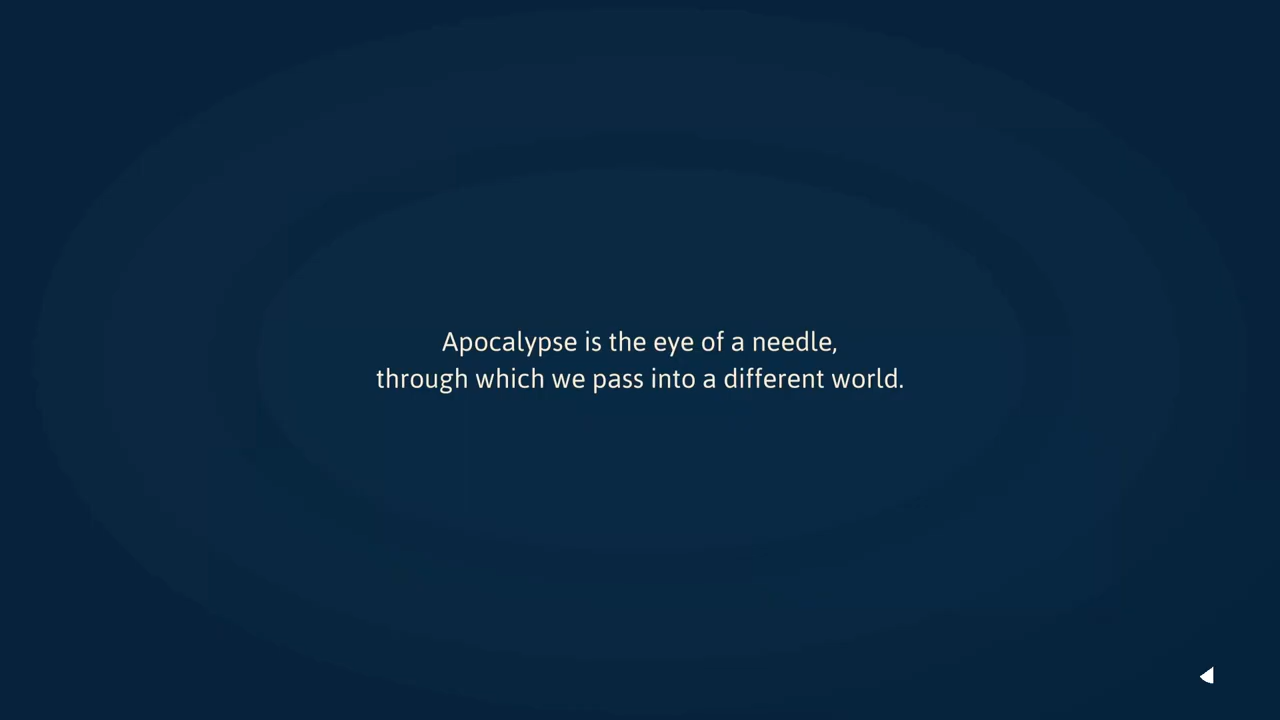 Apocalypse is the eye of a needle,
through which we pass into a different world.